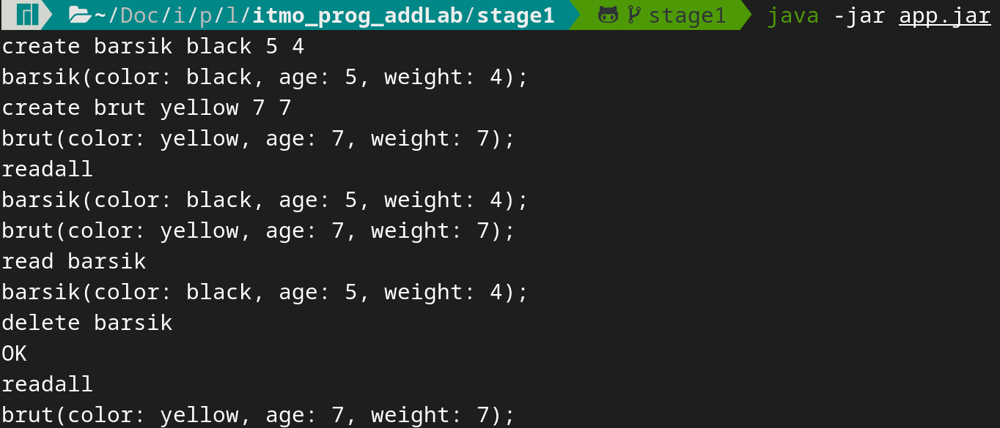 ~/Doc/i/p/l/itmo_prog_addLab/stage1 stage1 java -jar app.jar
create barsik black 5 4
barsik(color: black, age: 5, weight: 4);
create brut yellow 7 7
brut(color: yellow, age: 7, weight: 7);
readall
barsik(color: black, age: 5, weight: 4);
brut(color: yellow, age: 7, weight: 7);
read barsik
barsik(color: black, age: 5, weight: 4);
delete barsik
OK
readall
brut(color: yellow, age: 7, weight: 7);